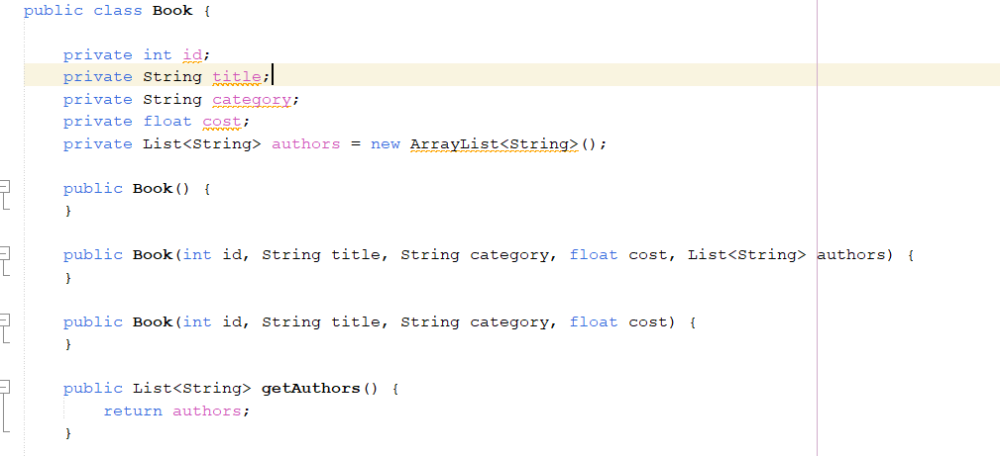 public class Book {
private int id;
private String title;
private String category;
private float cost;
private List<String> authors = new ArrayList<String>();
public Book() {
}
public Book(int id, String title, String category, float cost, List<String> authors) {
}
public Book(int id, String title, String category, float cost) {
}
public List<String> getAuthors() {
return authors;
}